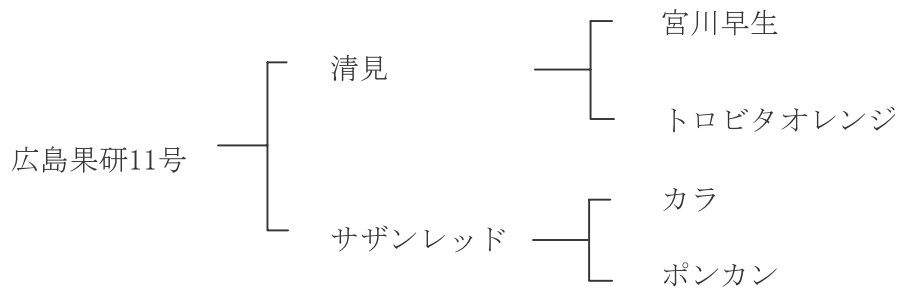 宮川早生
清見
トロビタオレンジ
広島果研11号
カラ
サザンレッド
ポンカン